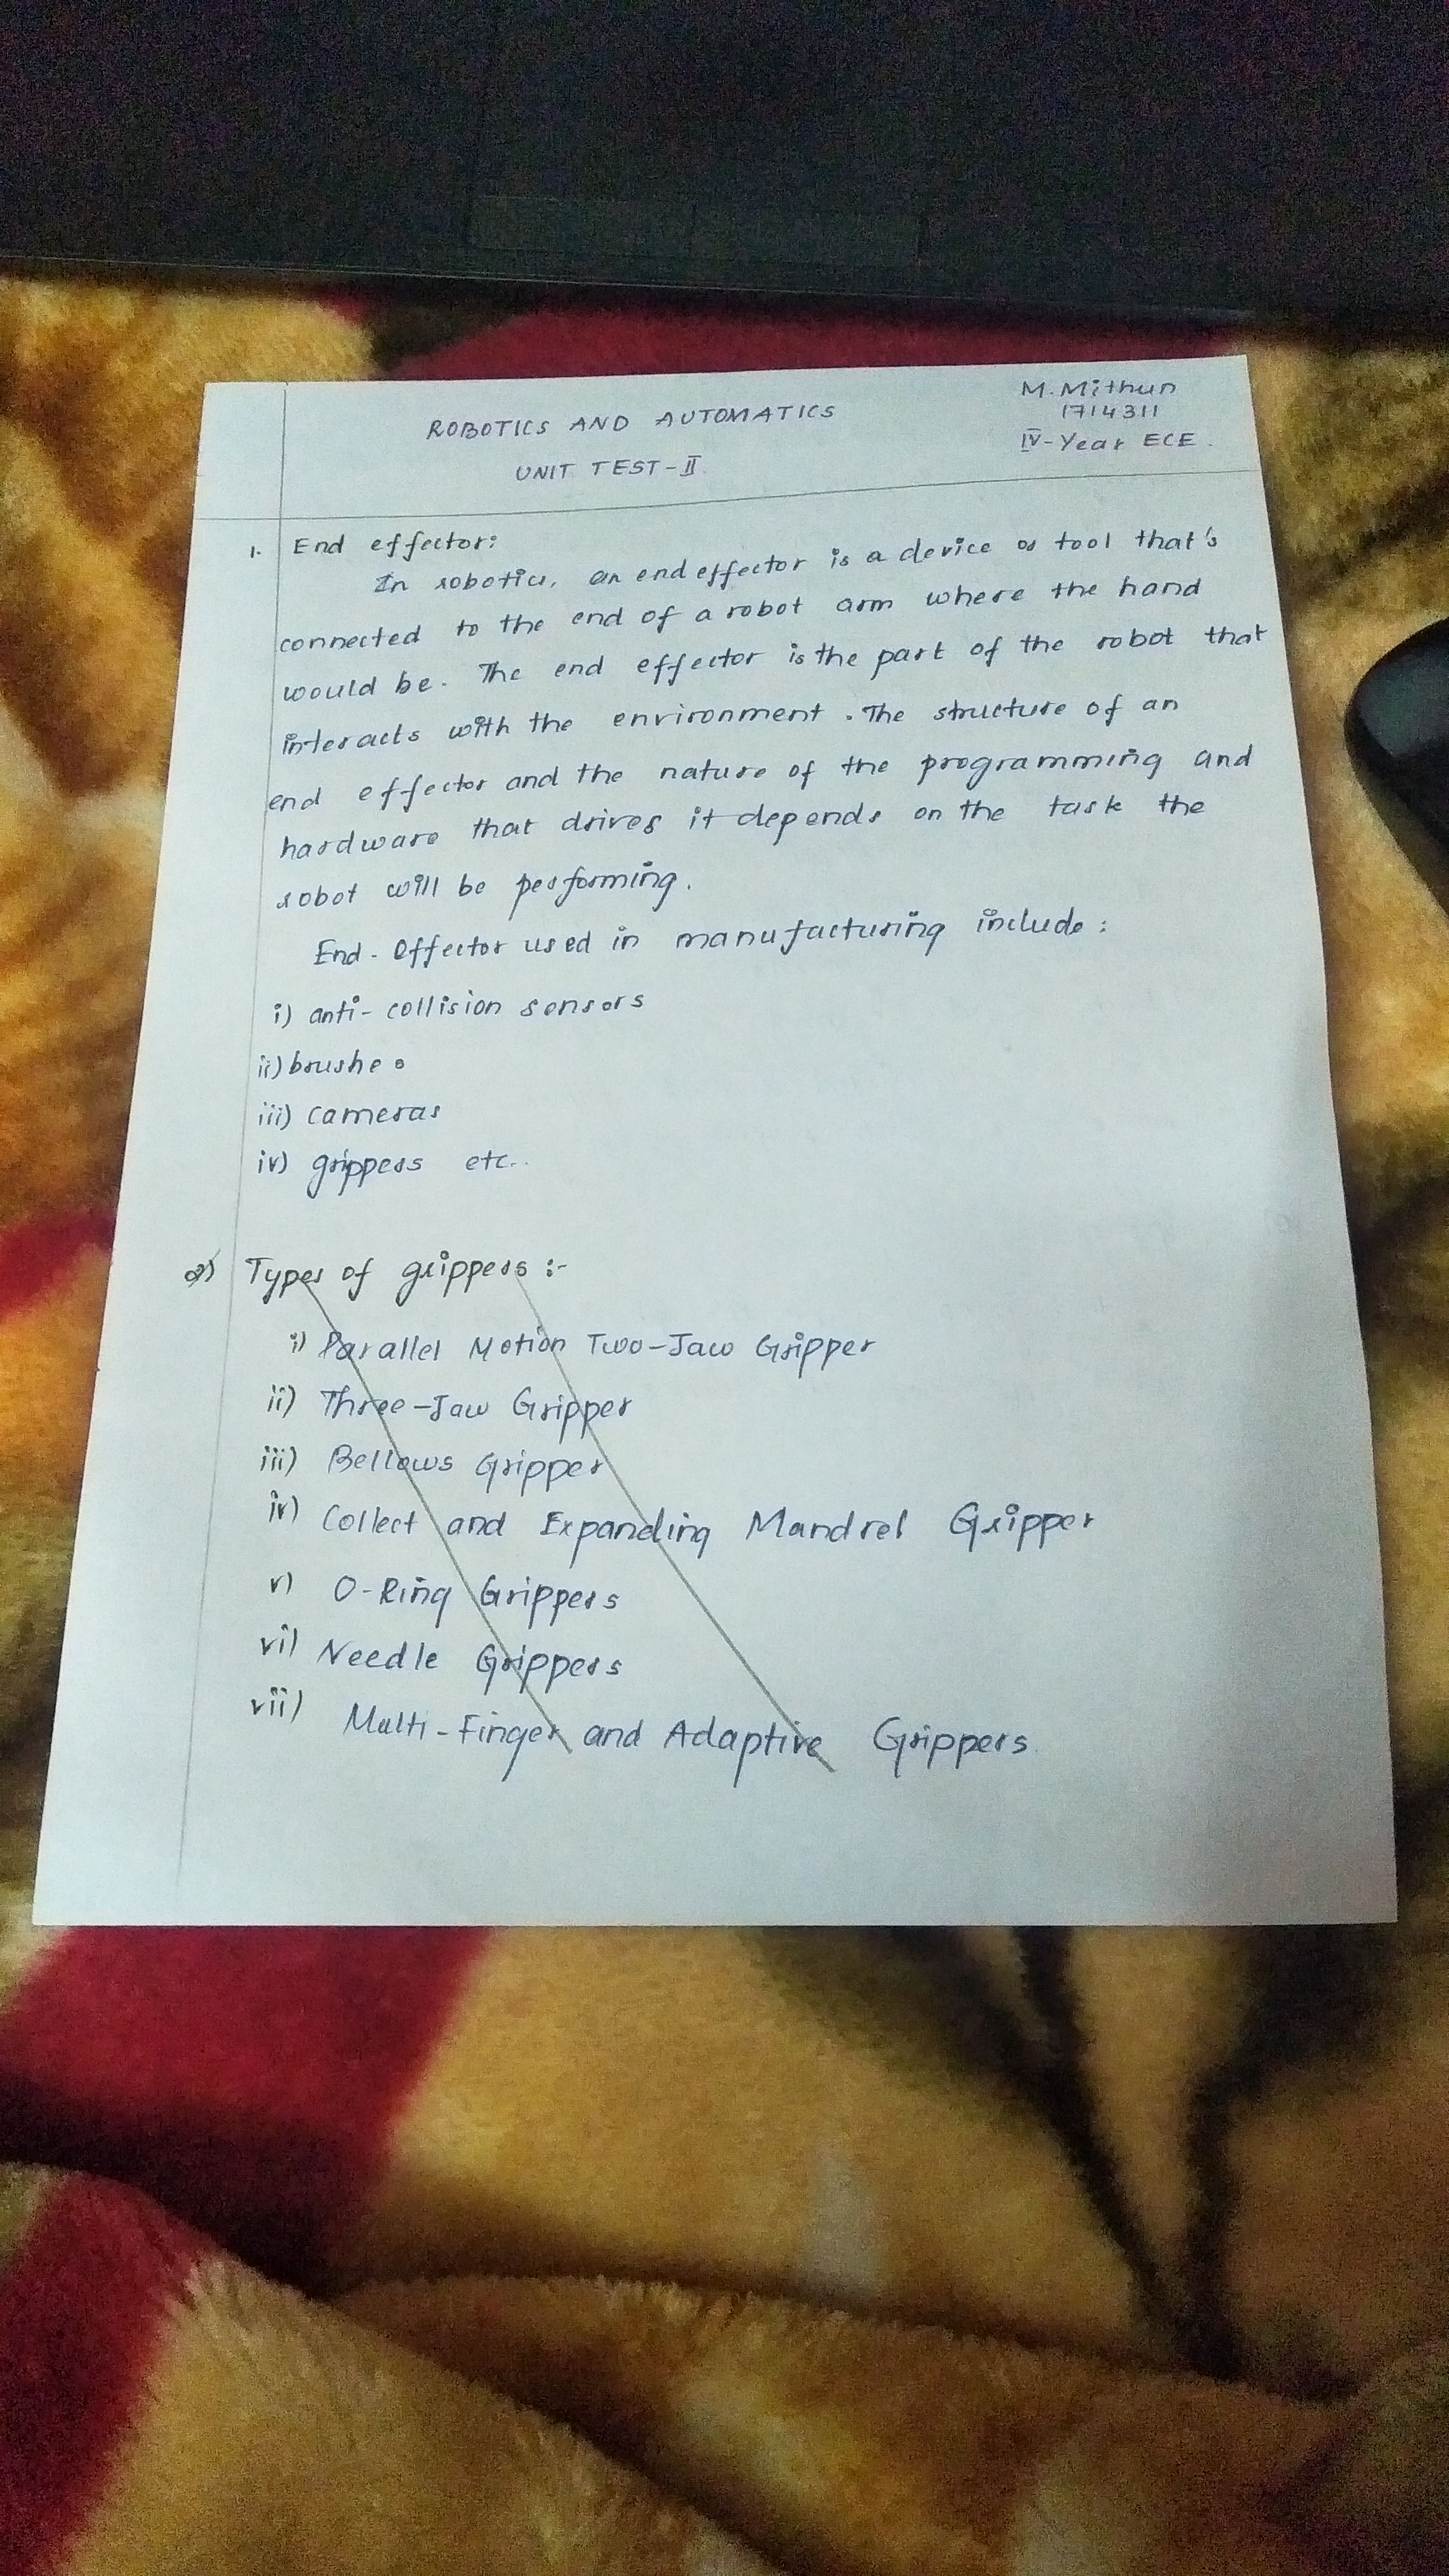 ROBOTICS AND AUTOMATICS
UNIT TEST-II
M. Mithun
1714311
IV-Year ECE.
1. End effector:
In robotics, an end effector is a device or tool that's
connected to the end of a robot arm where the hand
would be. The end effector is the part of the robot that
interacts with the environment. The structure of an
end effector and the nature of the programming and
hardware that drives it depends on the task the
robot will be performing.
End-Effector used in manufacturing include:
i) anti-collision sensors
ii) brushes
iii) cameras
iv) grippers etc..
2) Types of grippers :-
i) Parallel Motion Two-Jaw Gripper
ii) Three-Jaw Gripper
iii) Bellows Gripper
iv) Collect and Expanding Mandrel Gripper
v) O-Ring Grippers
vi) Needle Grippers
vii) Multi-Finger and Adaptive Grippers.